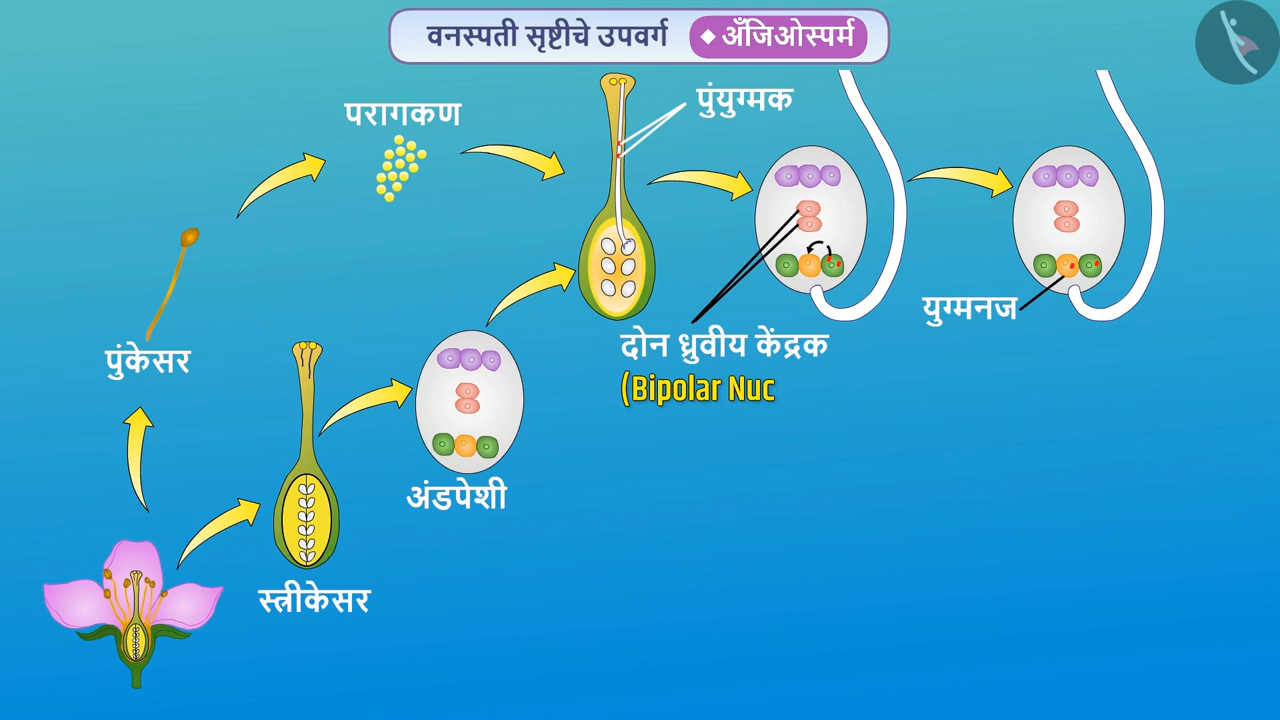 वनस्पती सृष्टीचे उपवर्ग ◆ अँजिओस्पर्म
परागकण
पुंयुग्मक
पुंकेसर
युग्मनज
दोन ध्रुवीय केंद्रक
(Bipolar Nuc
अंडपेशी
स्त्रीकेसर